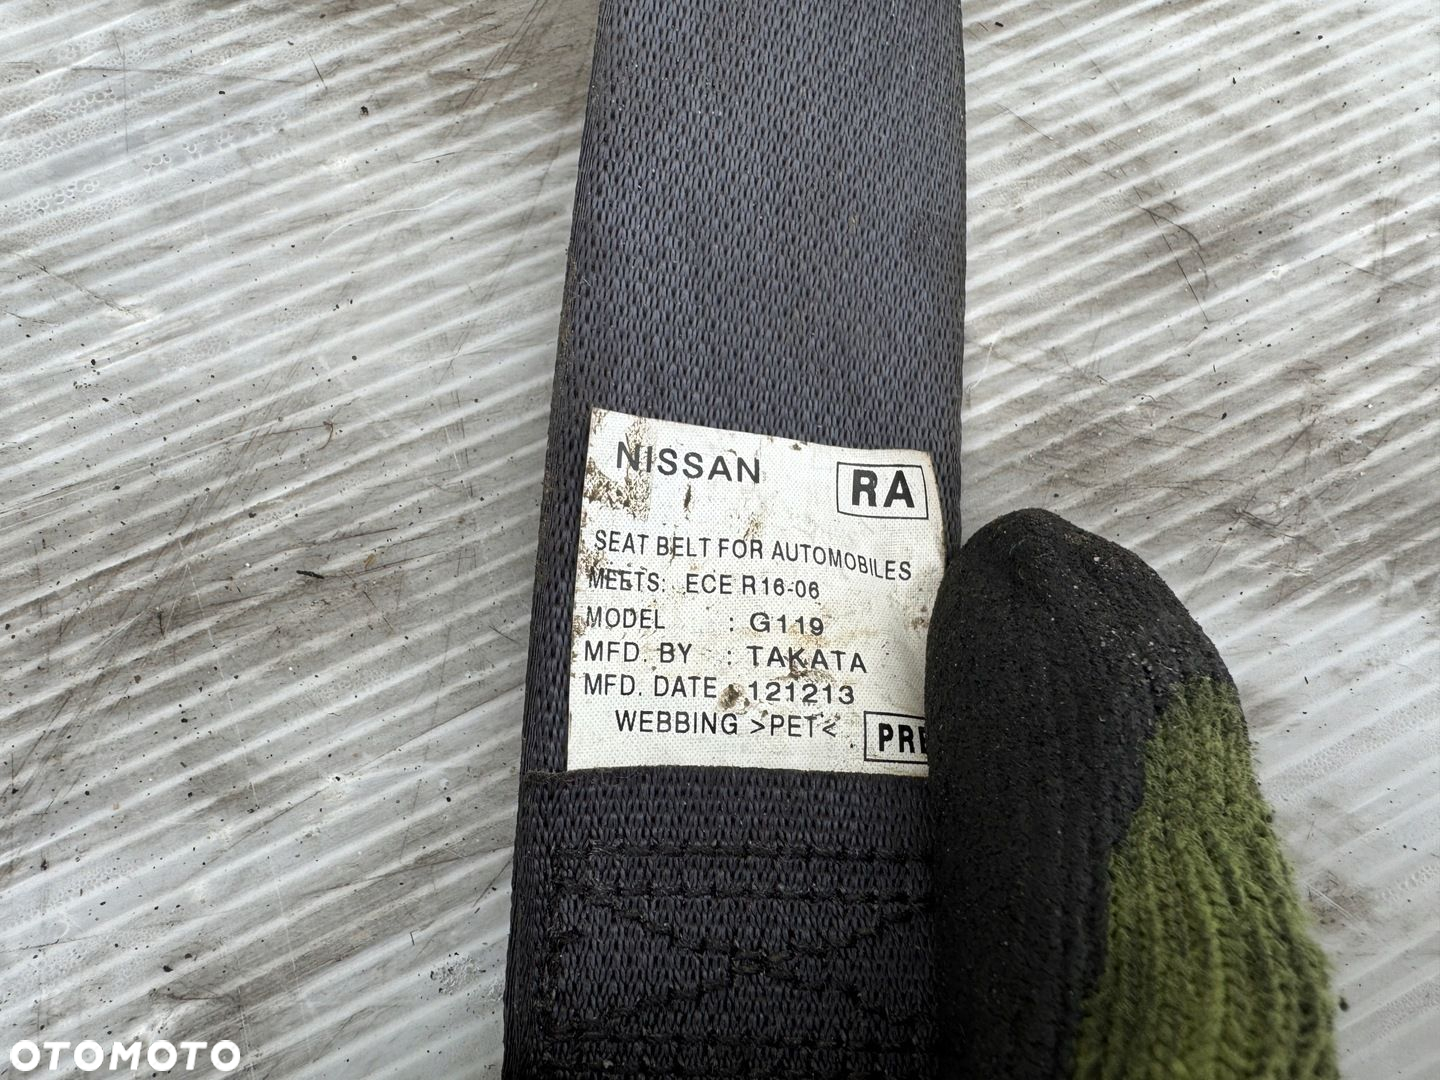 NISSAN RA
SEAT BELT FOR AUTOMOBILES
MEETS: ECE R16-06
MODEL : G119
MFD. BY : TAKATA
MFD. DATE : 121213
WEBBING >PET<
OTOMOTO